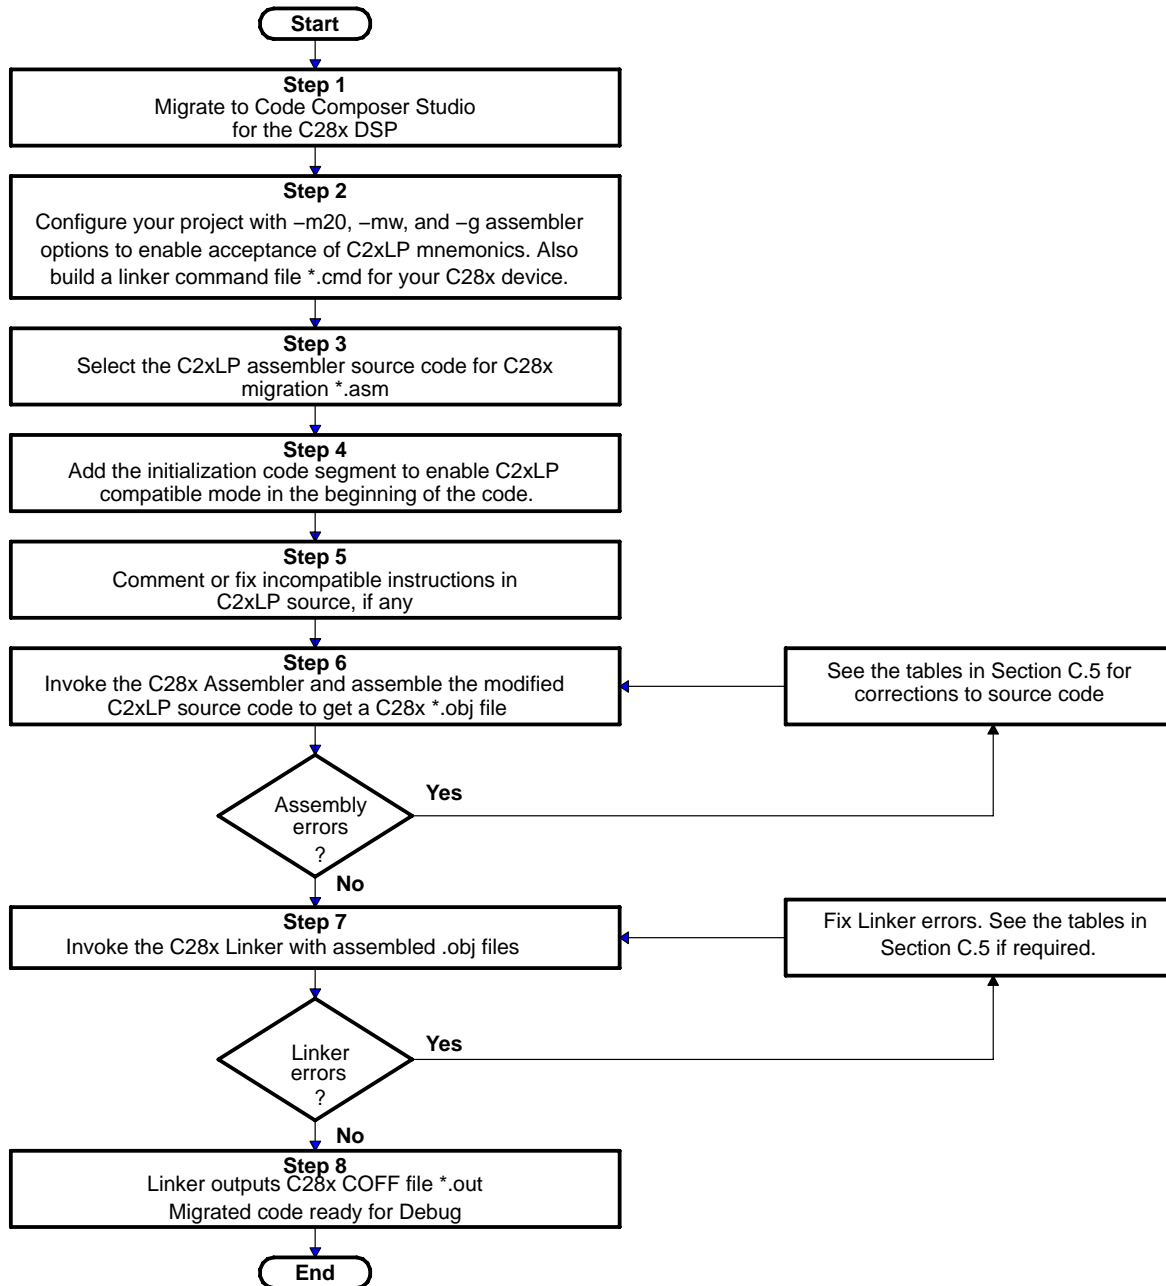 Start
Step 1
Migrate to Code Composer Studio
for the C28x DSP
Step 2
Configure your project with −m20, −mw, and −g assembler
options to enable acceptance of C2xLP mnemonics. Also
build a linker command file *.cmd for your C28x device.
Step 3
Select the C2xLP assembler source code for C28x
migration *.asm
Step 4
Add the initialization code segment to enable C2xLP
compatible mode in the beginning of the code.
Step 5
Comment or fix incompatible instructions in
C2xLP source, if any
Step 6
Invoke the C28x Assembler and assemble the modified
C2xLP source code to get a C28x *.obj file
See the tables in Section C.5 for
corrections to source code
Assembly
errors
?
Yes
No
Step 7
Invoke the C28x Linker with assembled .obj files
Fix Linker errors. See the tables in
Section C.5 if required.
Linker
errors
?
Yes
No
Step 8
Linker outputs C28x COFF file *.out
Migrated code ready for Debug
End